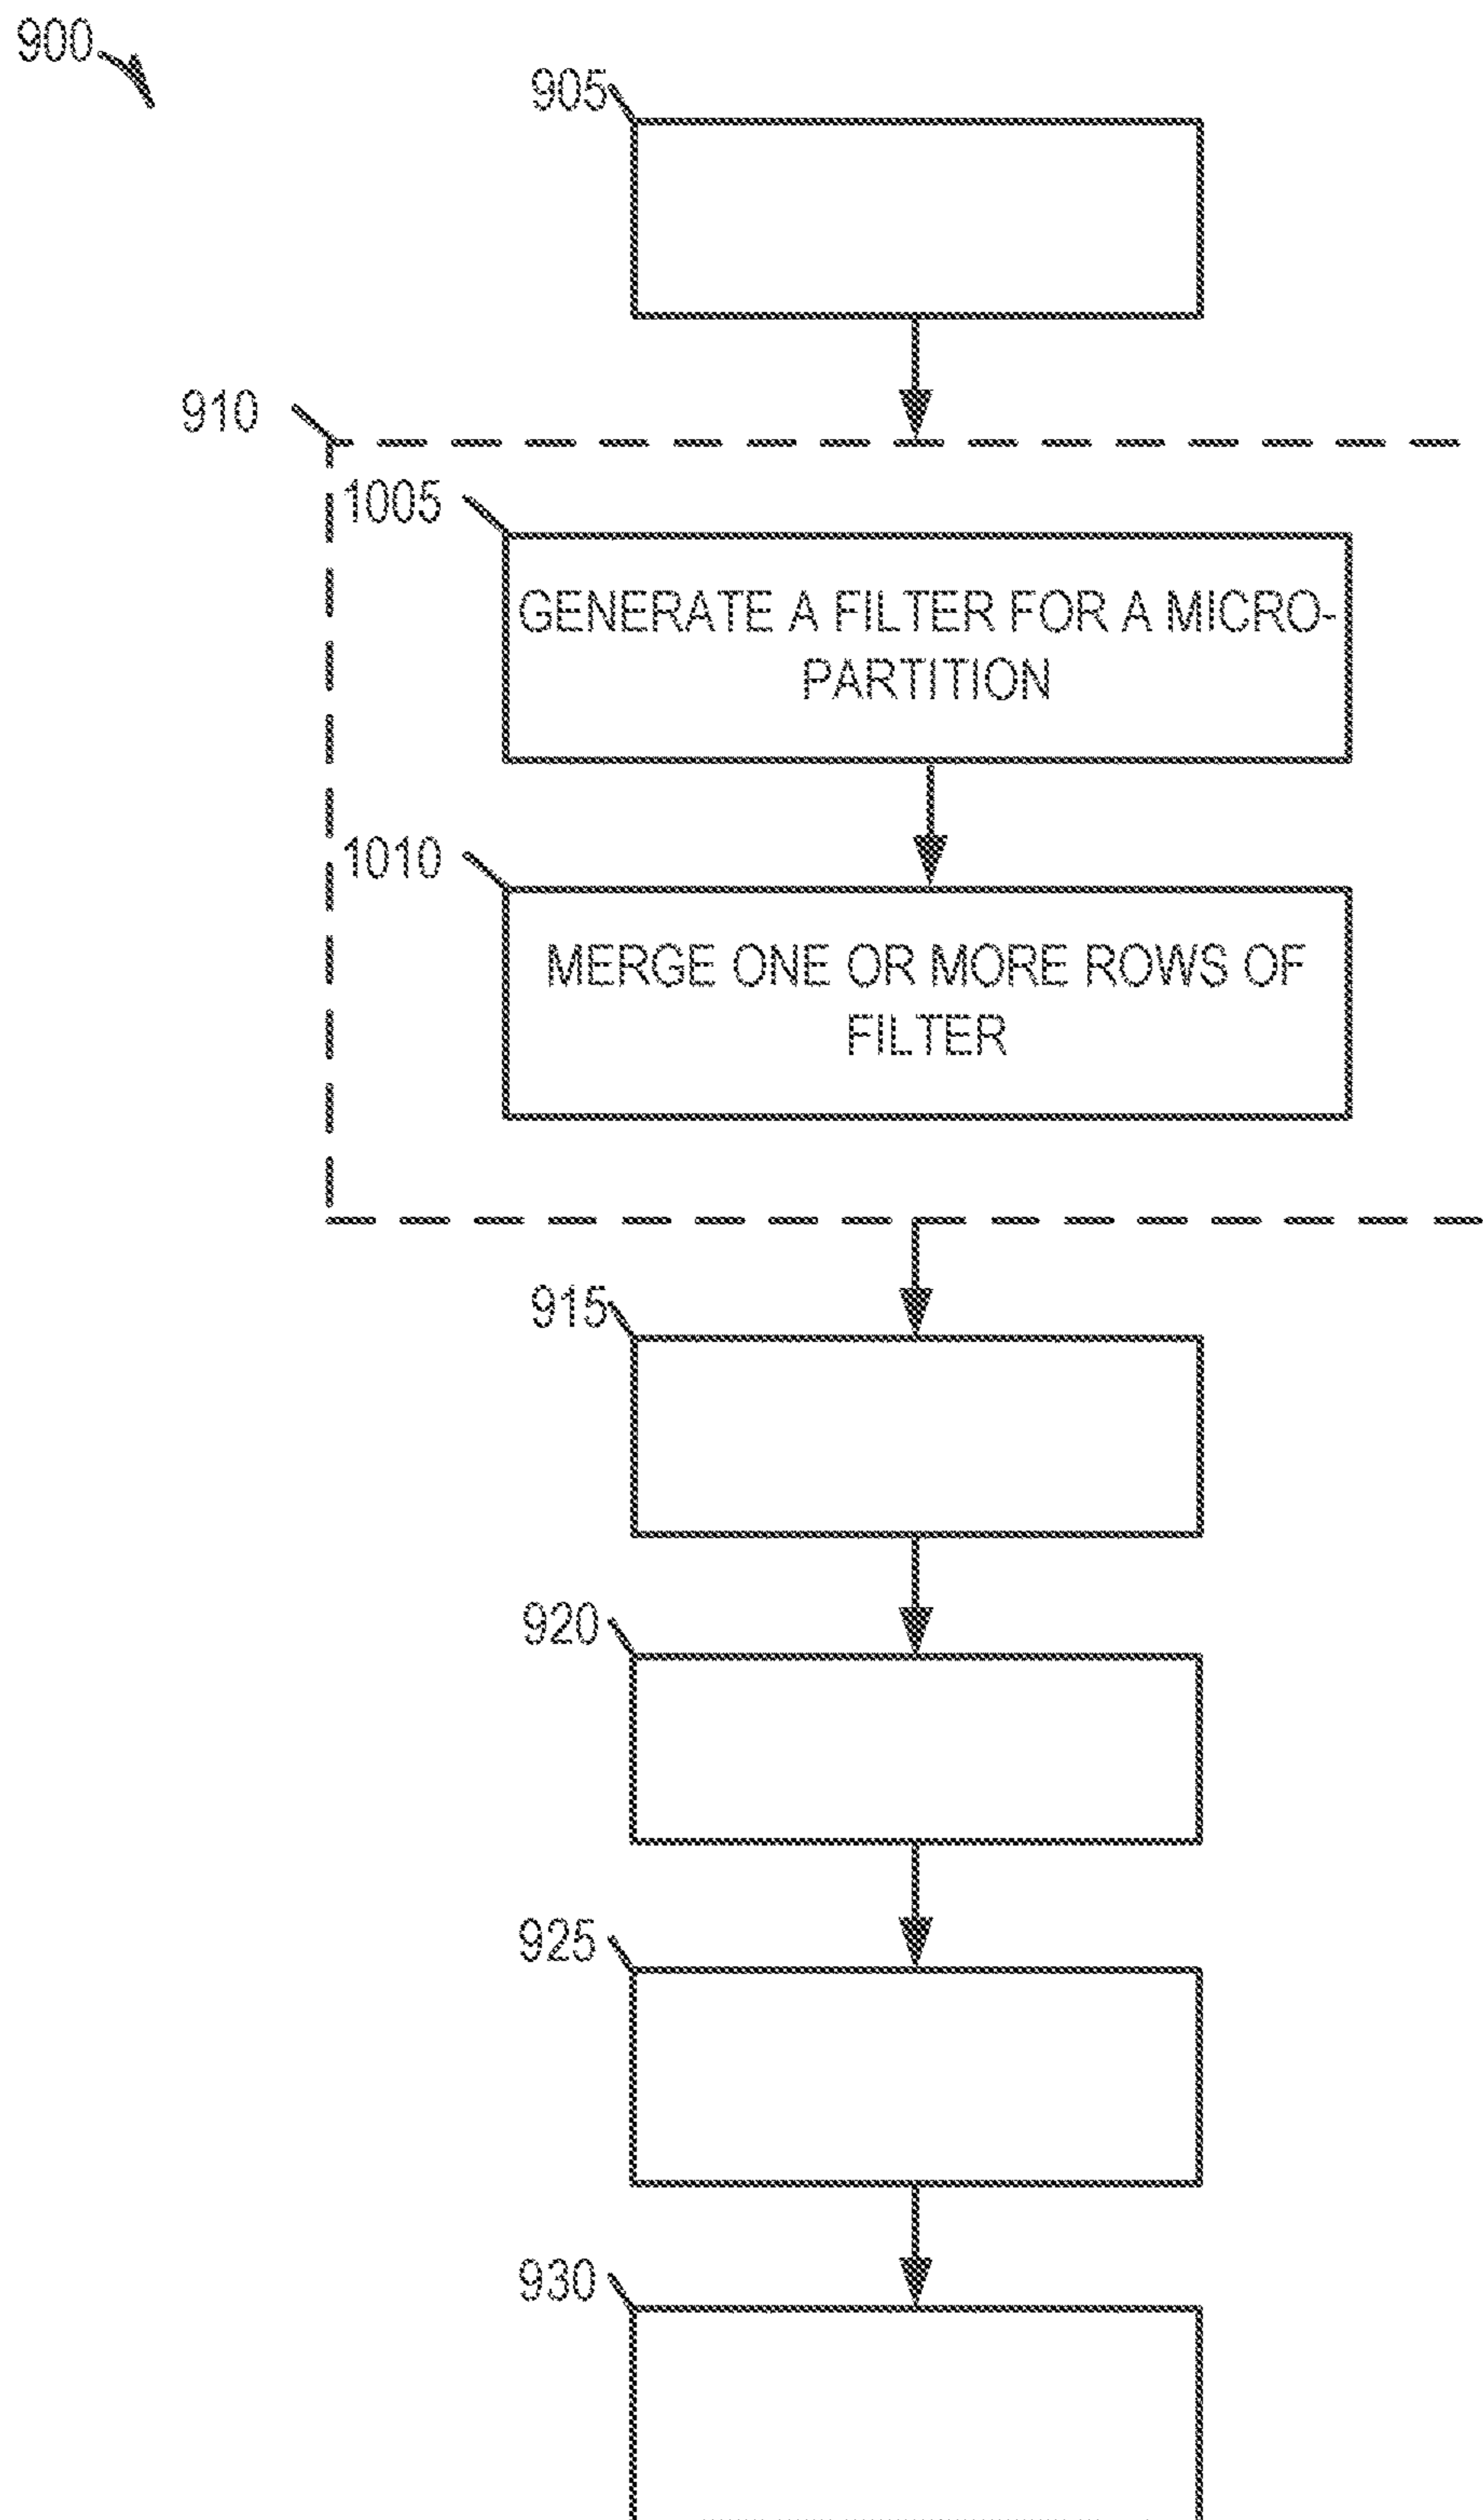 900
905
910
1005
GENERATE A FILTER FOR A MICRO-
PARTITION
1010
MERGE ONE OR MORE ROWS OF
FILTER
915
920
925
930